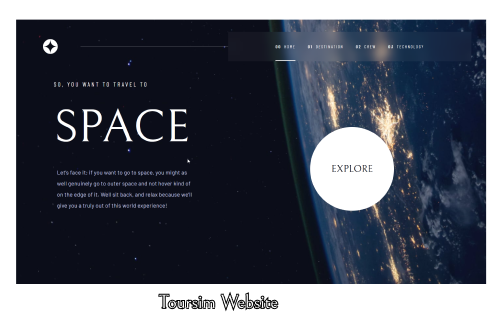 00 HOME 01 DESTINATION 02 CREW 03 TECHNOLOGY
SO, YOU WANT TO TRAVEL TO
SPACE
Let's face it; if you want to go to space, you might as
well genuinely go to outer space and not hover kind of
on the edge of it. Well sit back, and relax because we'll
give you a truly out of this world experience!
EXPLORE
Toursim Website